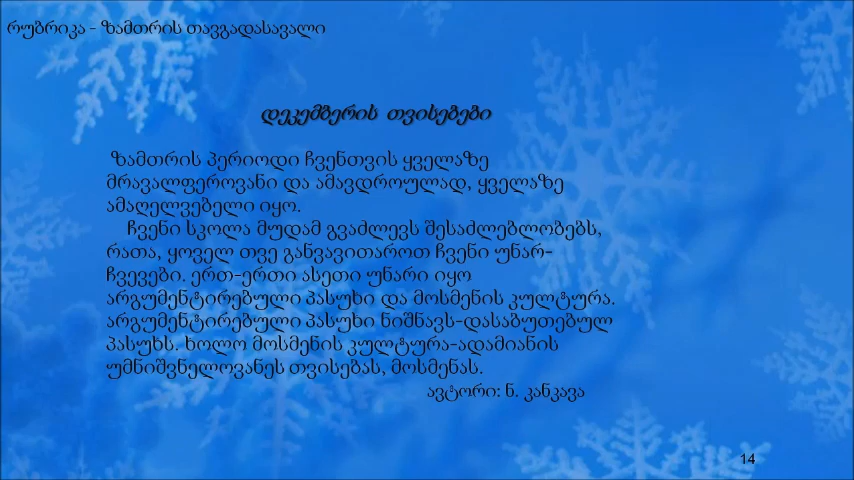 რუბრიკა - ზამთრის თავგადასავალი
დეკემბერის თვისებები
ზამთრის პერიოდი ჩვენთვის ყველაზე
მრავალფეროვანი და ამავდროულად, ყველაზე
ამაღელვებელი იყო.
ჩვენი სკოლა მუდამ გვაძლევს შესაძლებლობებს,
რათა, ყოველ თვე განვავითაროთ ჩვენი უნარ-
ჩვევები. ერთ-ერთი ასეთი უნარი იყო
არგუმენტირებული პასუხი და მოსმენის კულტურა.
არგუმენტირებული პასუხი ნიშნავს-დასაბუთებულ
პასუხს. ხოლო მოსმენის კულტურა-ადამიანის
უმნიშვნელოვანეს თვისებას, მოსმენას.
ავტორი: ნ. კანკავა
14